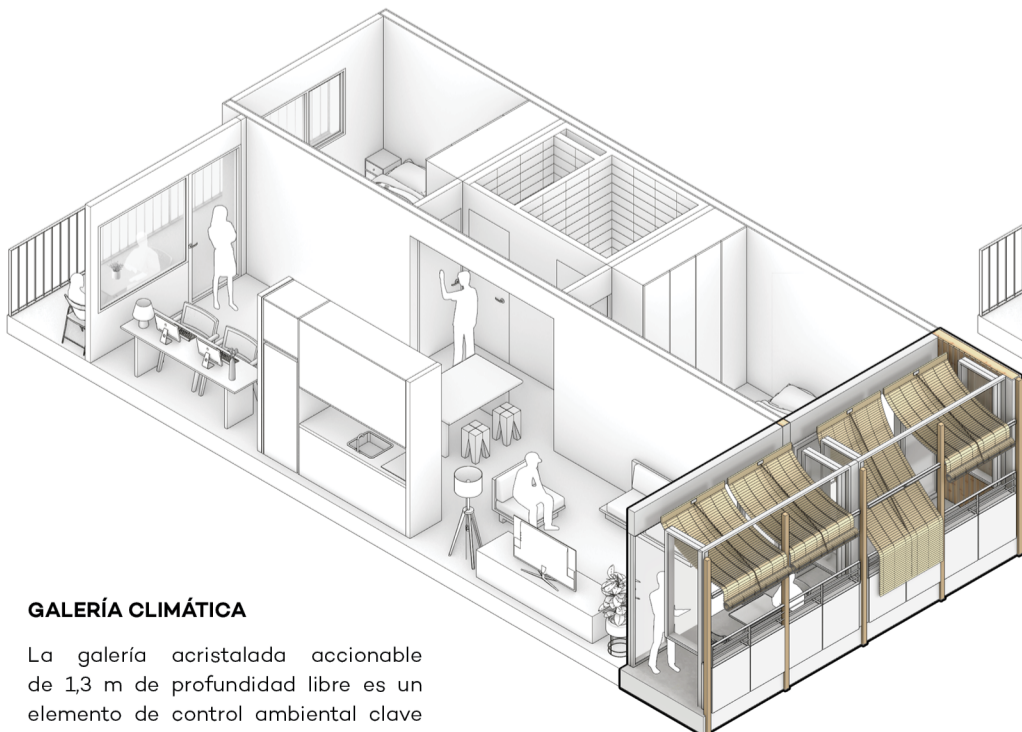 GALERÍA CLIMÁTICA
La galería acristalada accionable
de 1,3 m de profundidad libre es un
elemento de control ambiental clave